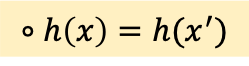 ∘ h(x) = h(x′)